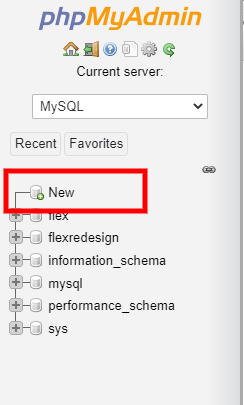 phpMyAdmin
Current server:
MySQL
Recent Favorites
New
flex
flexredesign
information_schema
mysql
performance_schema
sys